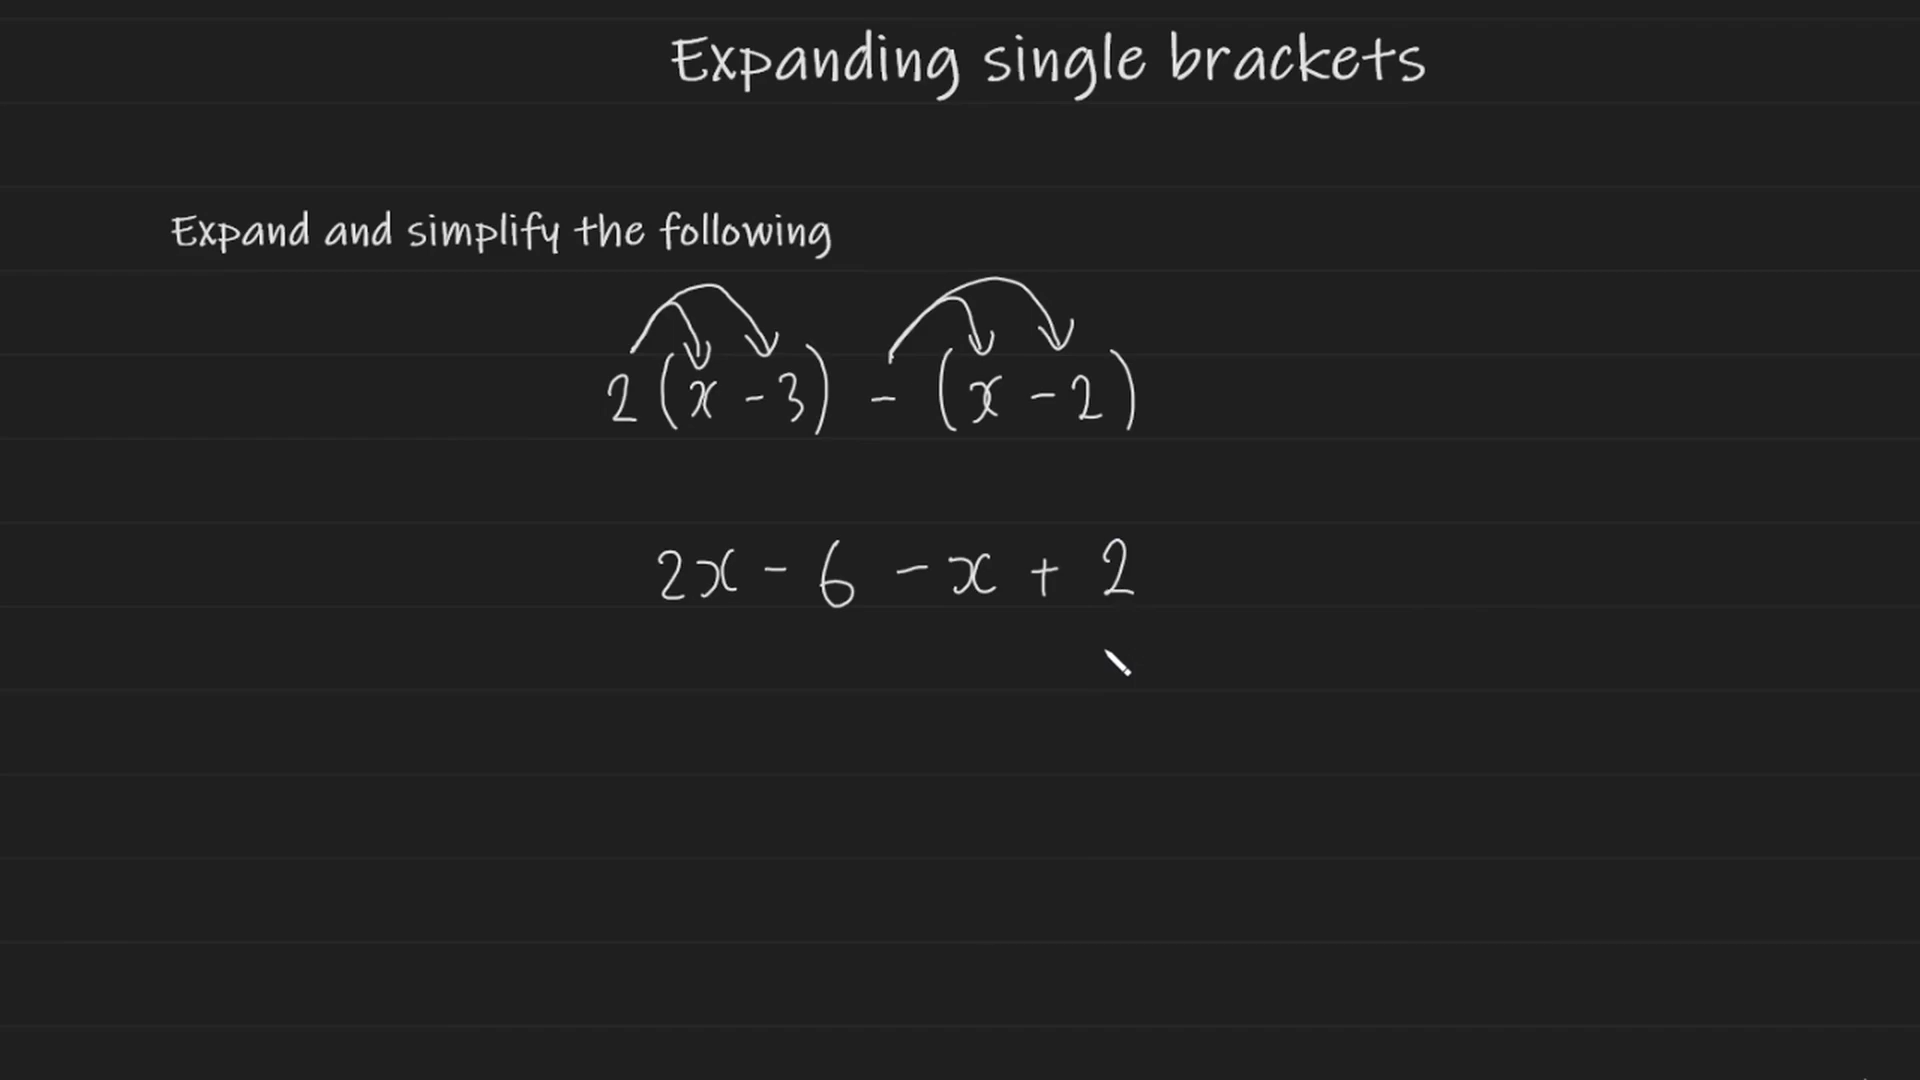 Expanding single brackets
Expand and simplify the following
2(x - 3) - (x - 2)
2x - 6 - x + 2